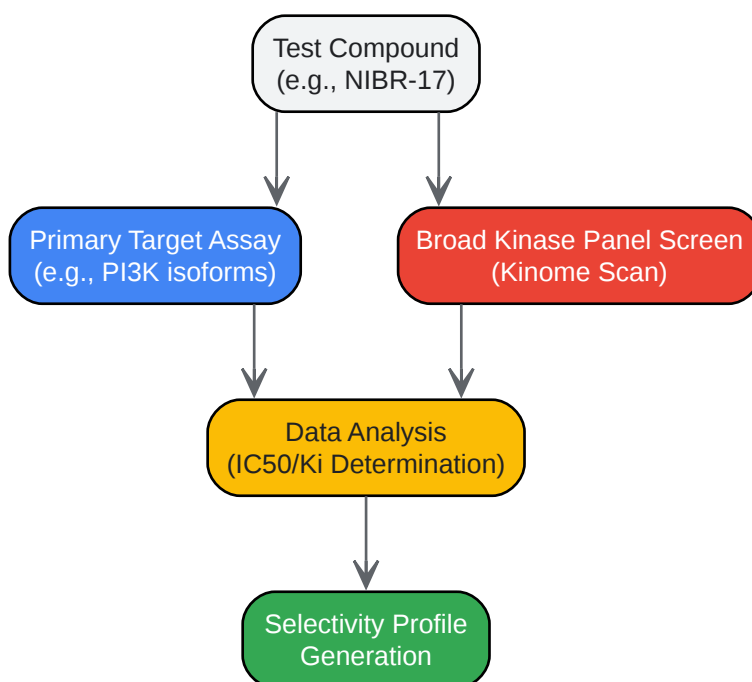 Test Compound
(e.g., NIBR-17)
Primary Target Assay
(e.g., PI3K isoforms)
Broad Kinase Panel Screen
(Kinome Scan)
Data Analysis
(IC50/Ki Determination)
Selectivity Profile
Generation